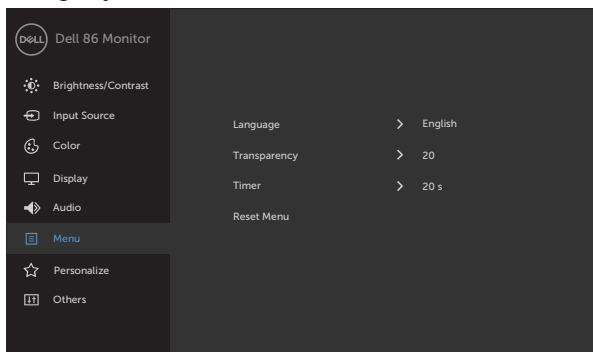 DELL Dell 86 Monitor
Brightness/Contrast
Input Source
Language > English
Color
Transparency > 20
Display
Timer > 20 s
Audio
Reset Menu
Menu
Personalize
Others